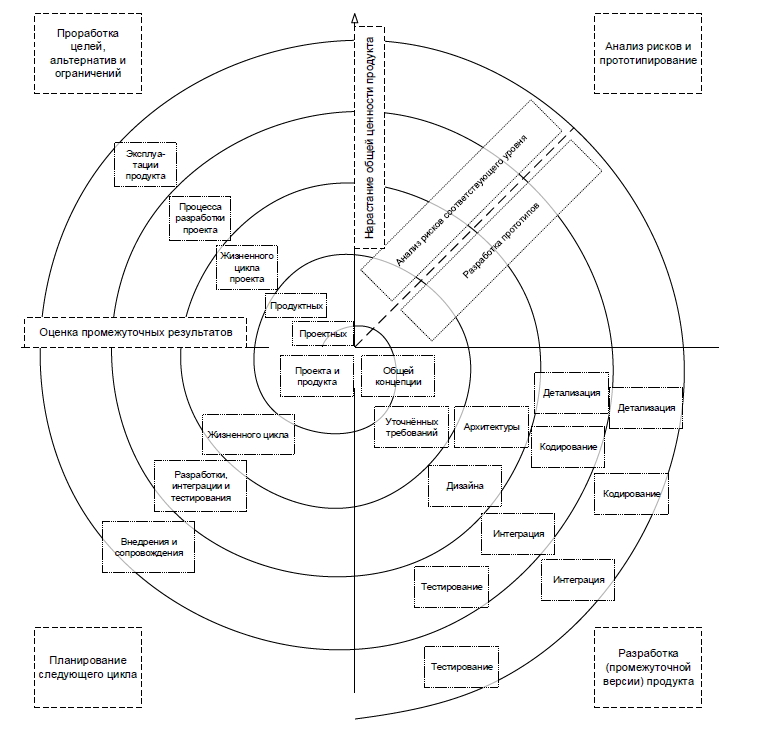 Проработка
целей,
альтернатив и
ограничений
Нарастание общей ценности продукта
Анализ рисков и
прототипирование
Эксплуа-
тации
продукта
Процесса
разработки
проекта
Жизненного
цикла
проекта
Продуктных
Проектных
Анализ рисков соответствующего уровня
Разработка прототипов
Оценка промежуточных результатов
Проекта и
продукта
Общей
концепции
Жизненного цикла
Разработки,
интеграции и
тестирования
Внедрения и
сопровождения
Уточнённых
требований
Архитектуры
Детализация
Детализация
Кодирование
Дизайна
Кодирование
Интеграция
Тестирование
Интеграция
Тестирование
Планирование
следующего цикла
Разработка
(промежуточной
версии) продукта